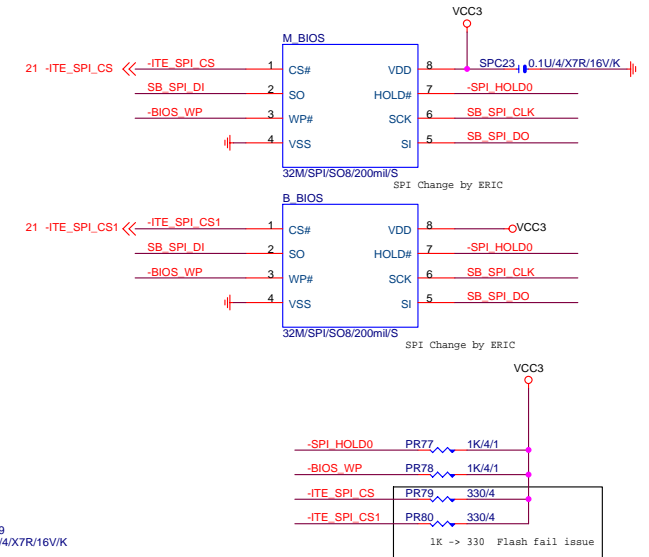 VCC3
M_BIOS
21 -ITE_SPI_CS -ITE_SPI_CS 1 CS# VDD 8 SPC23 0.1U/4/X7R/16V/K
SB_SPI_DI 2 SO HOLD# 7 -SPI_HOLD0
-BIOS_WP 3 WP# SCK 6 SB_SPI_CLK
4 VSS SI 5 SB_SPI_DO
32M/SPI/SO8/200mil/S
SPI Change by ERIC
B_BIOS
21 -ITE_SPI_CS1 -ITE_SPI_CS1 1 CS# VDD 8 VCC3
SB_SPI_DI 2 SO HOLD# 7 -SPI_HOLD0
-BIOS_WP 3 WP# SCK 6 SB_SPI_CLK
4 VSS SI 5 SB_SPI_DO
32M/SPI/SO8/200mil/S
SPI Change by ERIC
VCC3
-SPI_HOLD0 PR77 1K/4/1
-BIOS_WP PR78 1K/4/1
-ITE_SPI_CS PR79 330/4
-ITE_SPI_CS1 PR80 330/4
1K -> 330 Flash fail issue
9
/4/X7R/16V/K